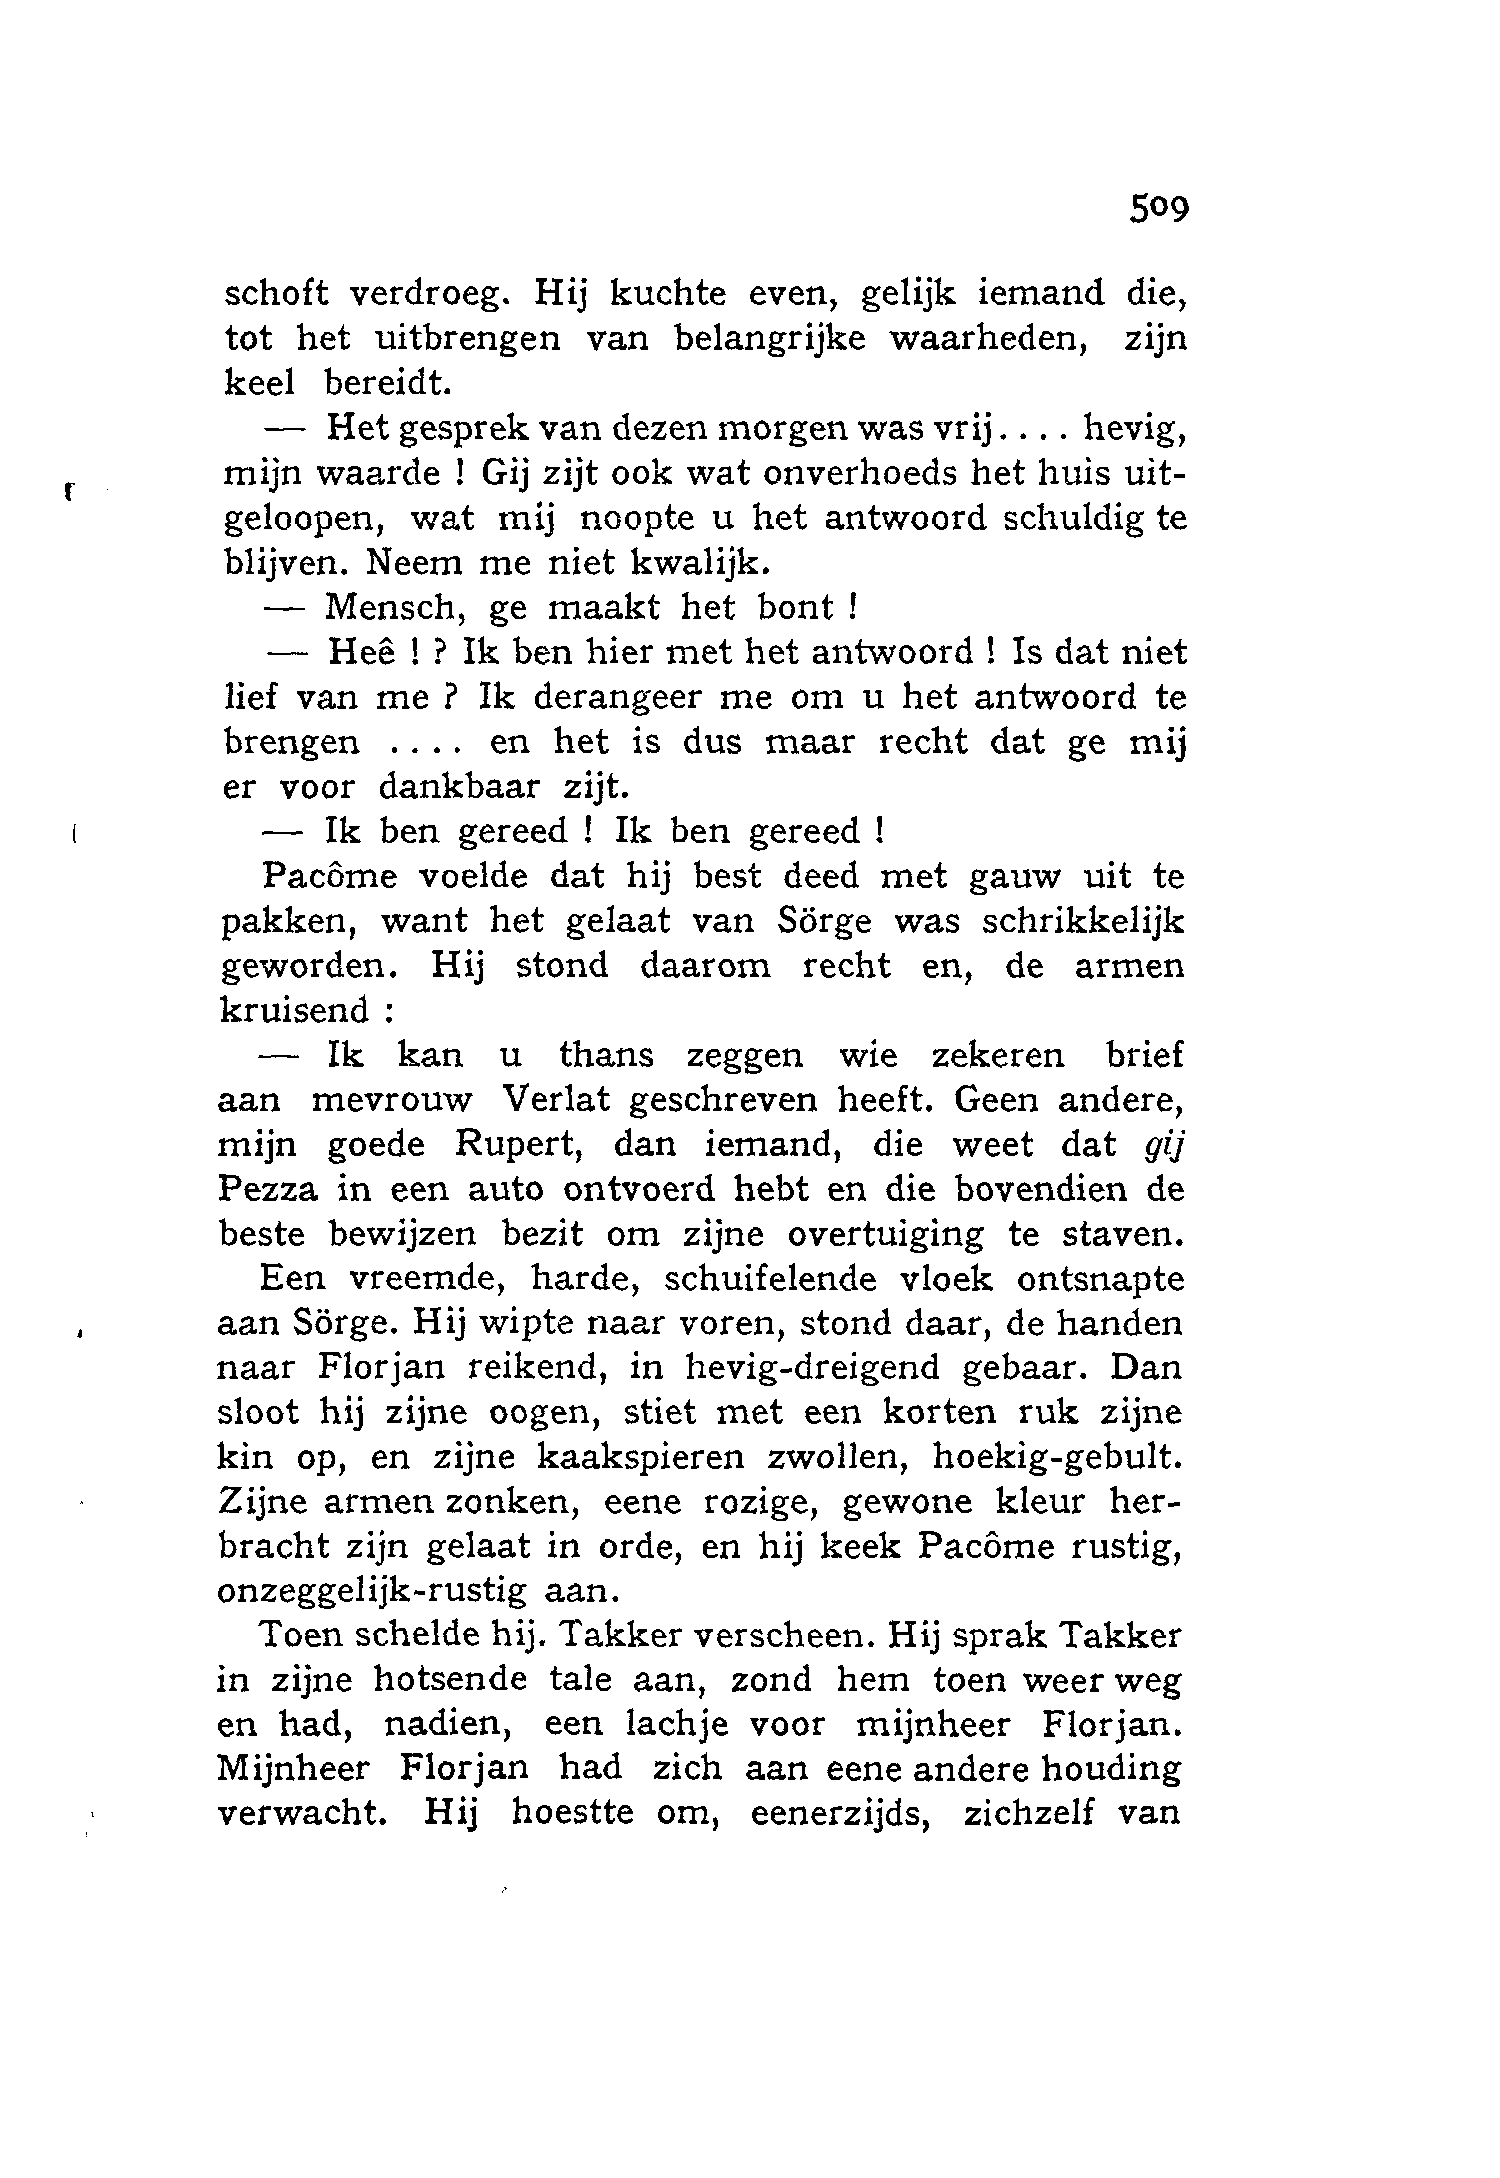 509
schoft verdroeg. Hij kuchte even, gelijk iemand die,
tot het uitbrengen van belangrijke waarheden, zijn
keel bereidt.
— Het gesprek van dezen morgen was vrij.... hevig,
mijn waarde ! Gij zijt ook wat onverhoeds het huis uit-
geloopen, wat mij noopte u het antwoord schuldig te
blijven. Neem me niet kwalijk.
— Mensch, ge maakt het bont !
— Heê ! ? Ik ben hier met het antwoord ! Is dat niet
lief van me ? Ik derangeer me om u het antwoord te
brengen .... en het is dus maar recht dat ge mij
er voor dankbaar zijt.
— Ik ben gereed ! Ik ben gereed !
Pacôme voelde dat hij best deed met gauw uit te
pakken, want het gelaat van Sörge was schrikkelijk
geworden. Hij stond daarom recht en, de armen
kruisend :
— Ik kan u thans zeggen wie zekeren brief
aan mevrouw Verlat geschreven heeft. Geen andere,
mijn goede Rupert, dan iemand, die weet dat gij
Pezza in een auto ontvoerd hebt en die bovendien de
beste bewijzen bezit om zijne overtuiging te staven.
Een vreemde, harde, schuifelende vloek ontsnapte
aan Sörge. Hij wipte naar voren, stond daar, de handen
naar Florjan reikend, in hevig-dreigend gebaar. Dan
sloot hij zijne oogen, stiet met een korten ruk zijne
kin op, en zijne kaakspieren zwollen, hoekig-gebult.
Zijne armen zonken, eene rozige, gewone kleur her-
bracht zijn gelaat in orde, en hij keek Pacôme rustig,
onzeggelijk-rustig aan.
Toen schelde hij. Takker verscheen. Hij sprak Takker
in zijne hotsende tale aan, zond hem toen weer weg
en had, nadien, een lachje voor mijnheer Florjan.
Mijnheer Florjan had zich aan eene andere houding
verwacht. Hij hoestte om, eenerzijds, zichzelf van